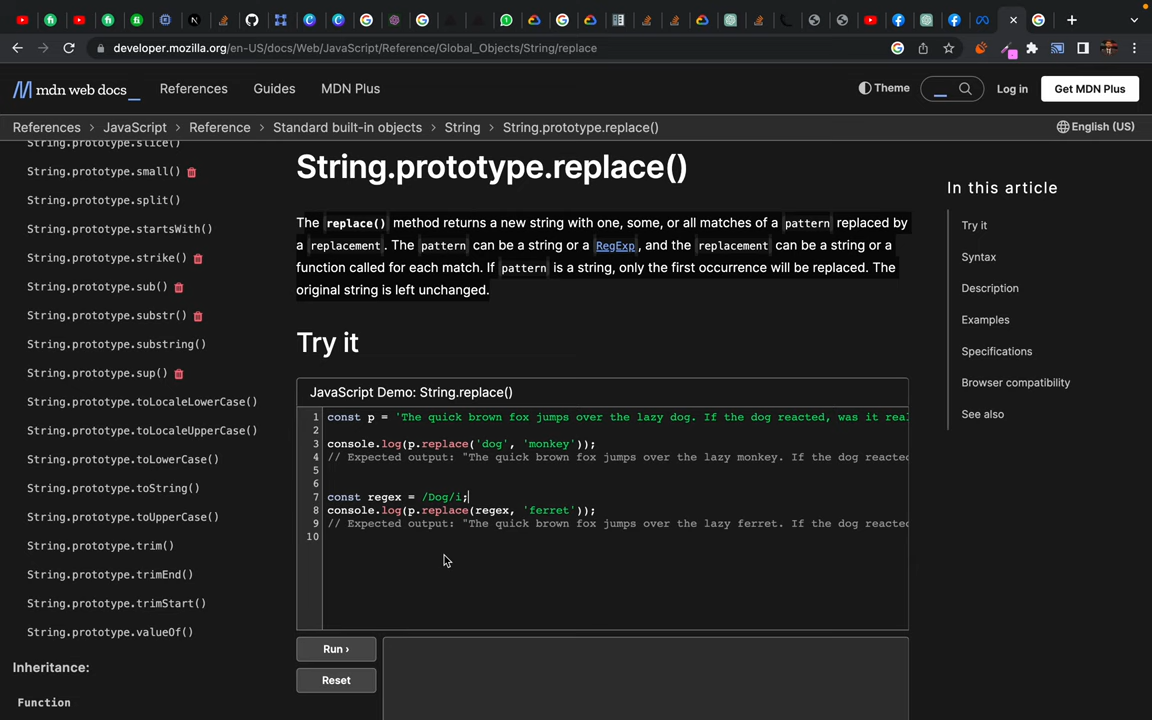 developer.mozilla.org/en-US/docs/Web/JavaScript/Reference/Global_Objects/String/replace
mdn web docs_
References
Guides
MDN Plus
Theme
Log in
Get MDN Plus
References
JavaScript
Reference
Standard built-in objects
String
String.prototype.replace()
English (US)
String.prototype.slice()
String.prototype.small()
String.prototype.split()
String.prototype.startsWith()
String.prototype.strike()
String.prototype.sub()
String.prototype.substr()
String.prototype.substring()
String.prototype.sup()
String.prototype.toLocaleLowerCase()
String.prototype.toLocaleUpperCase()
String.prototype.toLowerCase()
String.prototype.toString()
String.prototype.toUpperCase()
String.prototype.trim()
String.prototype.trimEnd()
String.prototype.trimStart()
String.prototype.valueOf()
Inheritance:
Function
String.prototype.replace()
The replace() method returns a new string with one, some, or all matches of a pattern replaced by
a replacement. The pattern can be a string or a RegExp, and the replacement can be a string or a
function called for each match. If pattern is a string, only the first occurrence will be replaced. The
original string is left unchanged.
Try it
JavaScript Demo: String.replace()
1 const p = 'The quick brown fox jumps over the lazy dog. If the dog reacted, was it real
2
3 console.log(p.replace('dog', 'monkey'));
4 // Expected output: "The quick brown fox jumps over the lazy monkey. If the dog reacted
5
6
7 const regex = /Dog/i;
8 console.log(p.replace(regex, 'ferret'));
9 // Expected output: "The quick brown fox jumps over the lazy ferret. If the dog reacted
10
Run ›
Reset
In this article
Try it
Syntax
Description
Examples
Specifications
Browser compatibility
See also